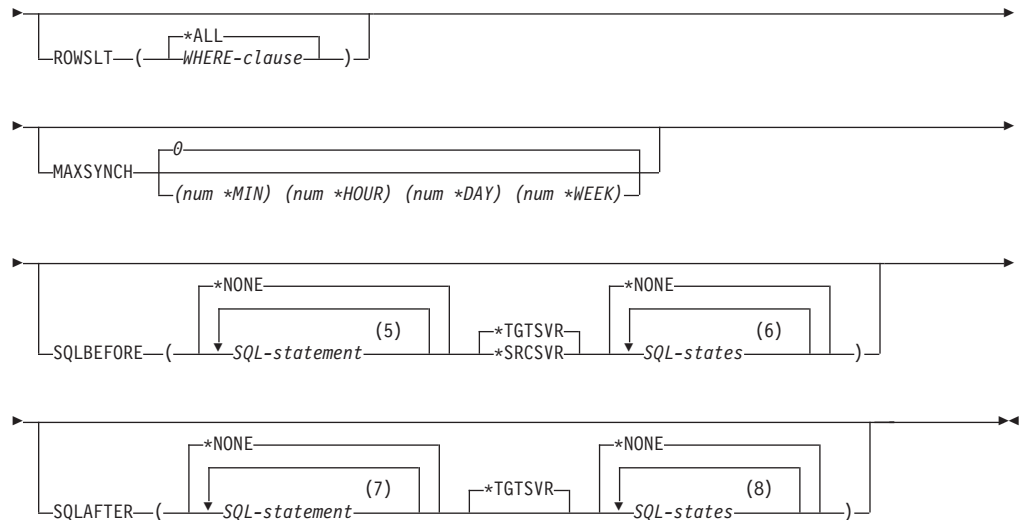 *ALL
ROWSLT ( WHERE-clause )
0
MAXSYNCH
(num *MIN) (num *HOUR) (num *DAY) (num *WEEK)
*NONE *NONE
(5) *TGTSVR (6)
SQLBEFORE ( SQL-statement *SRCSVR SQL-states )
*NONE *NONE
(7) *TGTSVR (8)
SQLAFTER ( SQL-statement SQL-states )